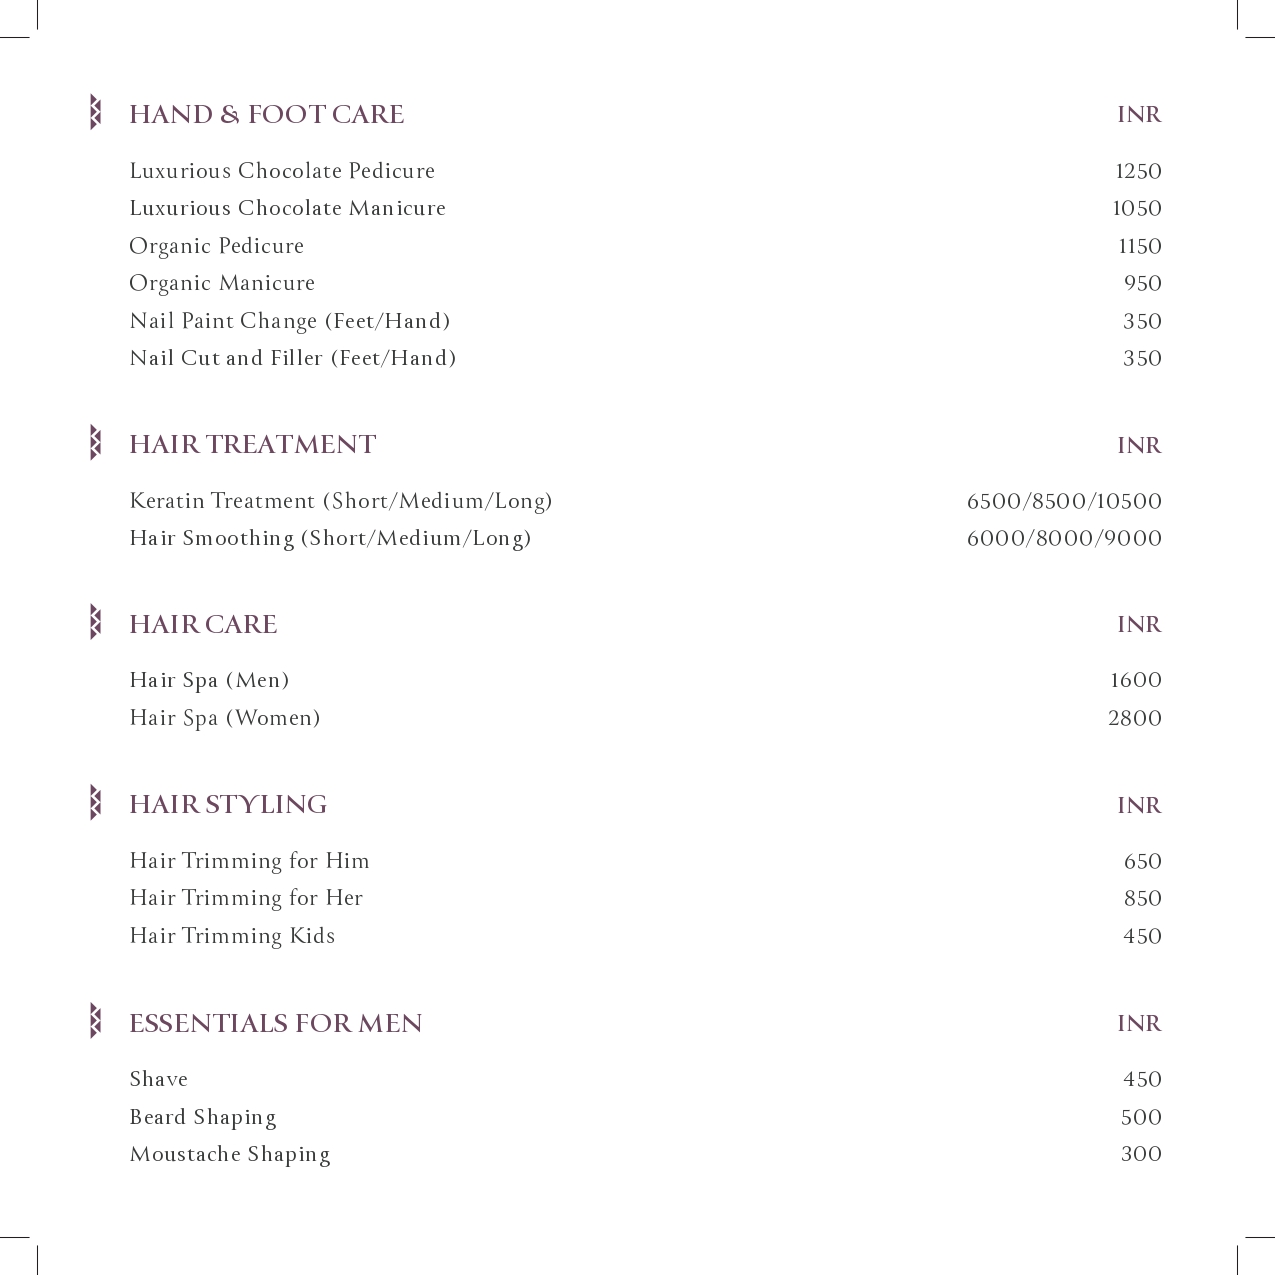 HAND & FOOT CARE INR
Luxurious Chocolate Pedicure 1250
Luxurious Chocolate Manicure 1050
Organic Pedicure 1150
Organic Manicure 950
Nail Paint Change (Feet/Hand) 350
Nail Cut and Filler (Feet/Hand) 350
HAIR TREATMENT INR
Keratin Treatment (Short/Medium/Long) 6500/8500/10500
Hair Smoothing (Short/Medium/Long) 6000/8000/9000
HAIR CARE INR
Hair Spa (Men) 1600
Hair Spa (Women) 2800
HAIR STYLING INR
Hair Trimming for Him 650
Hair Trimming for Her 850
Hair Trimming Kids 450
ESSENTIALS FOR MEN INR
Shave 450
Beard Shaping 500
Moustache Shaping 300